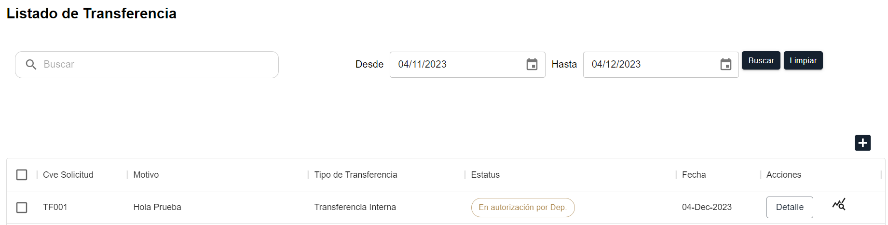 Listado de Transferencia
Buscar Desde 04/11/2023 Hasta 04/12/2023 Buscar Limpiar
Cve Solicitud Motivo Tipo de Transferencia Estatus Fecha Acciones
TF001 Hola Prueba Transferencia Interna En autorización por Dep. 04-Dec-2023 Detalle